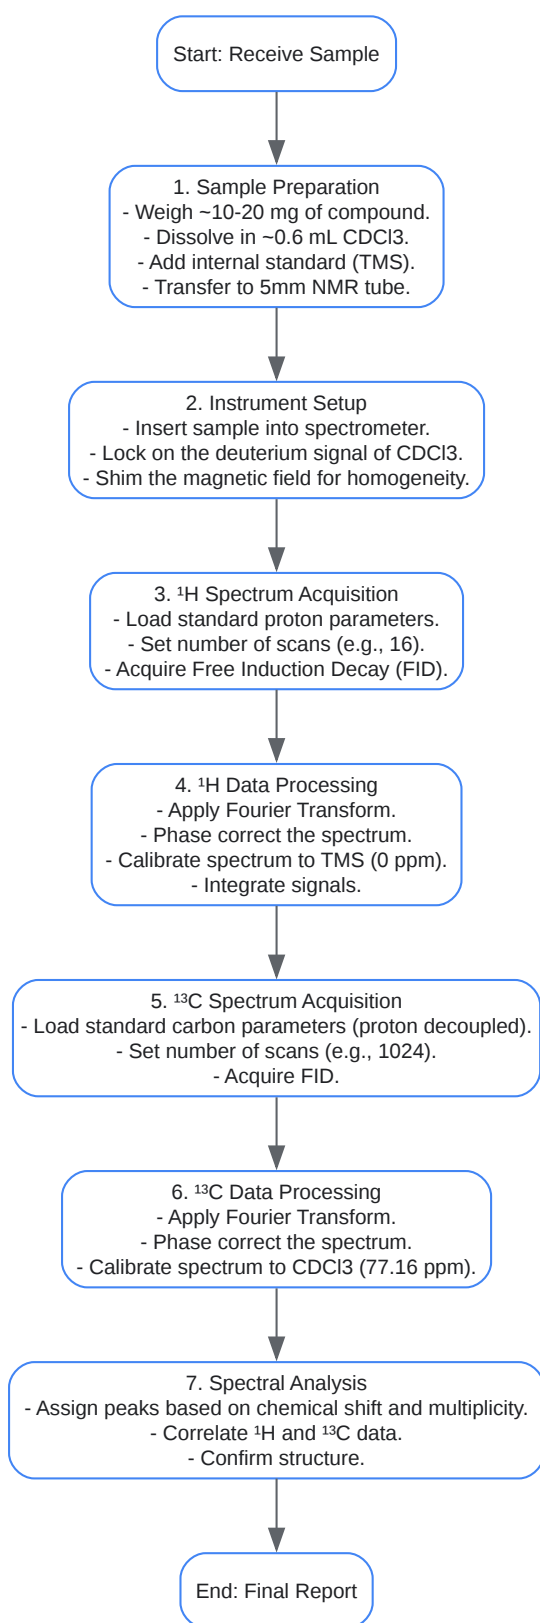 Start: Receive Sample
1. Sample Preparation
- Weigh ~10-20 mg of compound.
- Dissolve in ~0.6 mL CDCl3.
- Add internal standard (TMS).
- Transfer to 5mm NMR tube.
2. Instrument Setup
- Insert sample into spectrometer.
- Lock on the deuterium signal of CDCl3.
- Shim the magnetic field for homogeneity.
3. ¹H Spectrum Acquisition
- Load standard proton parameters.
- Set number of scans (e.g., 16).
- Acquire Free Induction Decay (FID).
4. ¹H Data Processing
- Apply Fourier Transform.
- Phase correct the spectrum.
- Calibrate spectrum to TMS (0 ppm).
- Integrate signals.
5. ¹³C Spectrum Acquisition
- Load standard carbon parameters (proton decoupled).
- Set number of scans (e.g., 1024).
- Acquire FID.
6. ¹³C Data Processing
- Apply Fourier Transform.
- Phase correct the spectrum.
- Calibrate spectrum to CDCl3 (77.16 ppm).
7. Spectral Analysis
- Assign peaks based on chemical shift and multiplicity.
- Correlate ¹H and ¹³C data.
- Confirm structure.
End: Final Report